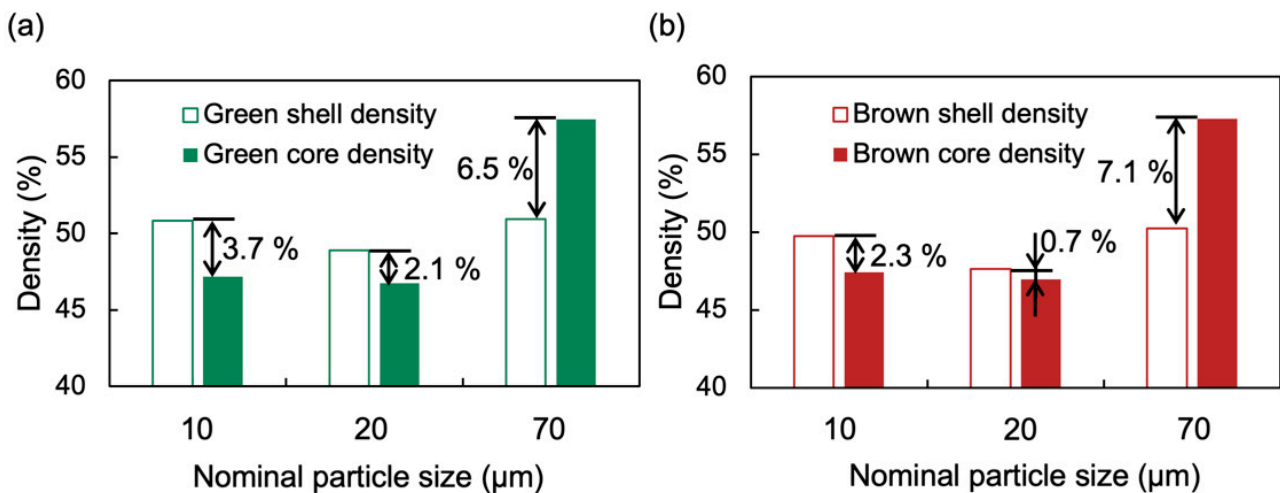 (a)
60
55
50
45
40
Density (%)
Green shell density
Green core density
3.7 %
2.1 %
6.5 %
10
20
70
Nominal particle size (μm)
(b)
60
55
50
45
40
Density (%)
Brown shell density
Brown core density
2.3 %
0.7 %
7.1 %
10
20
70
Nominal particle size (μm)